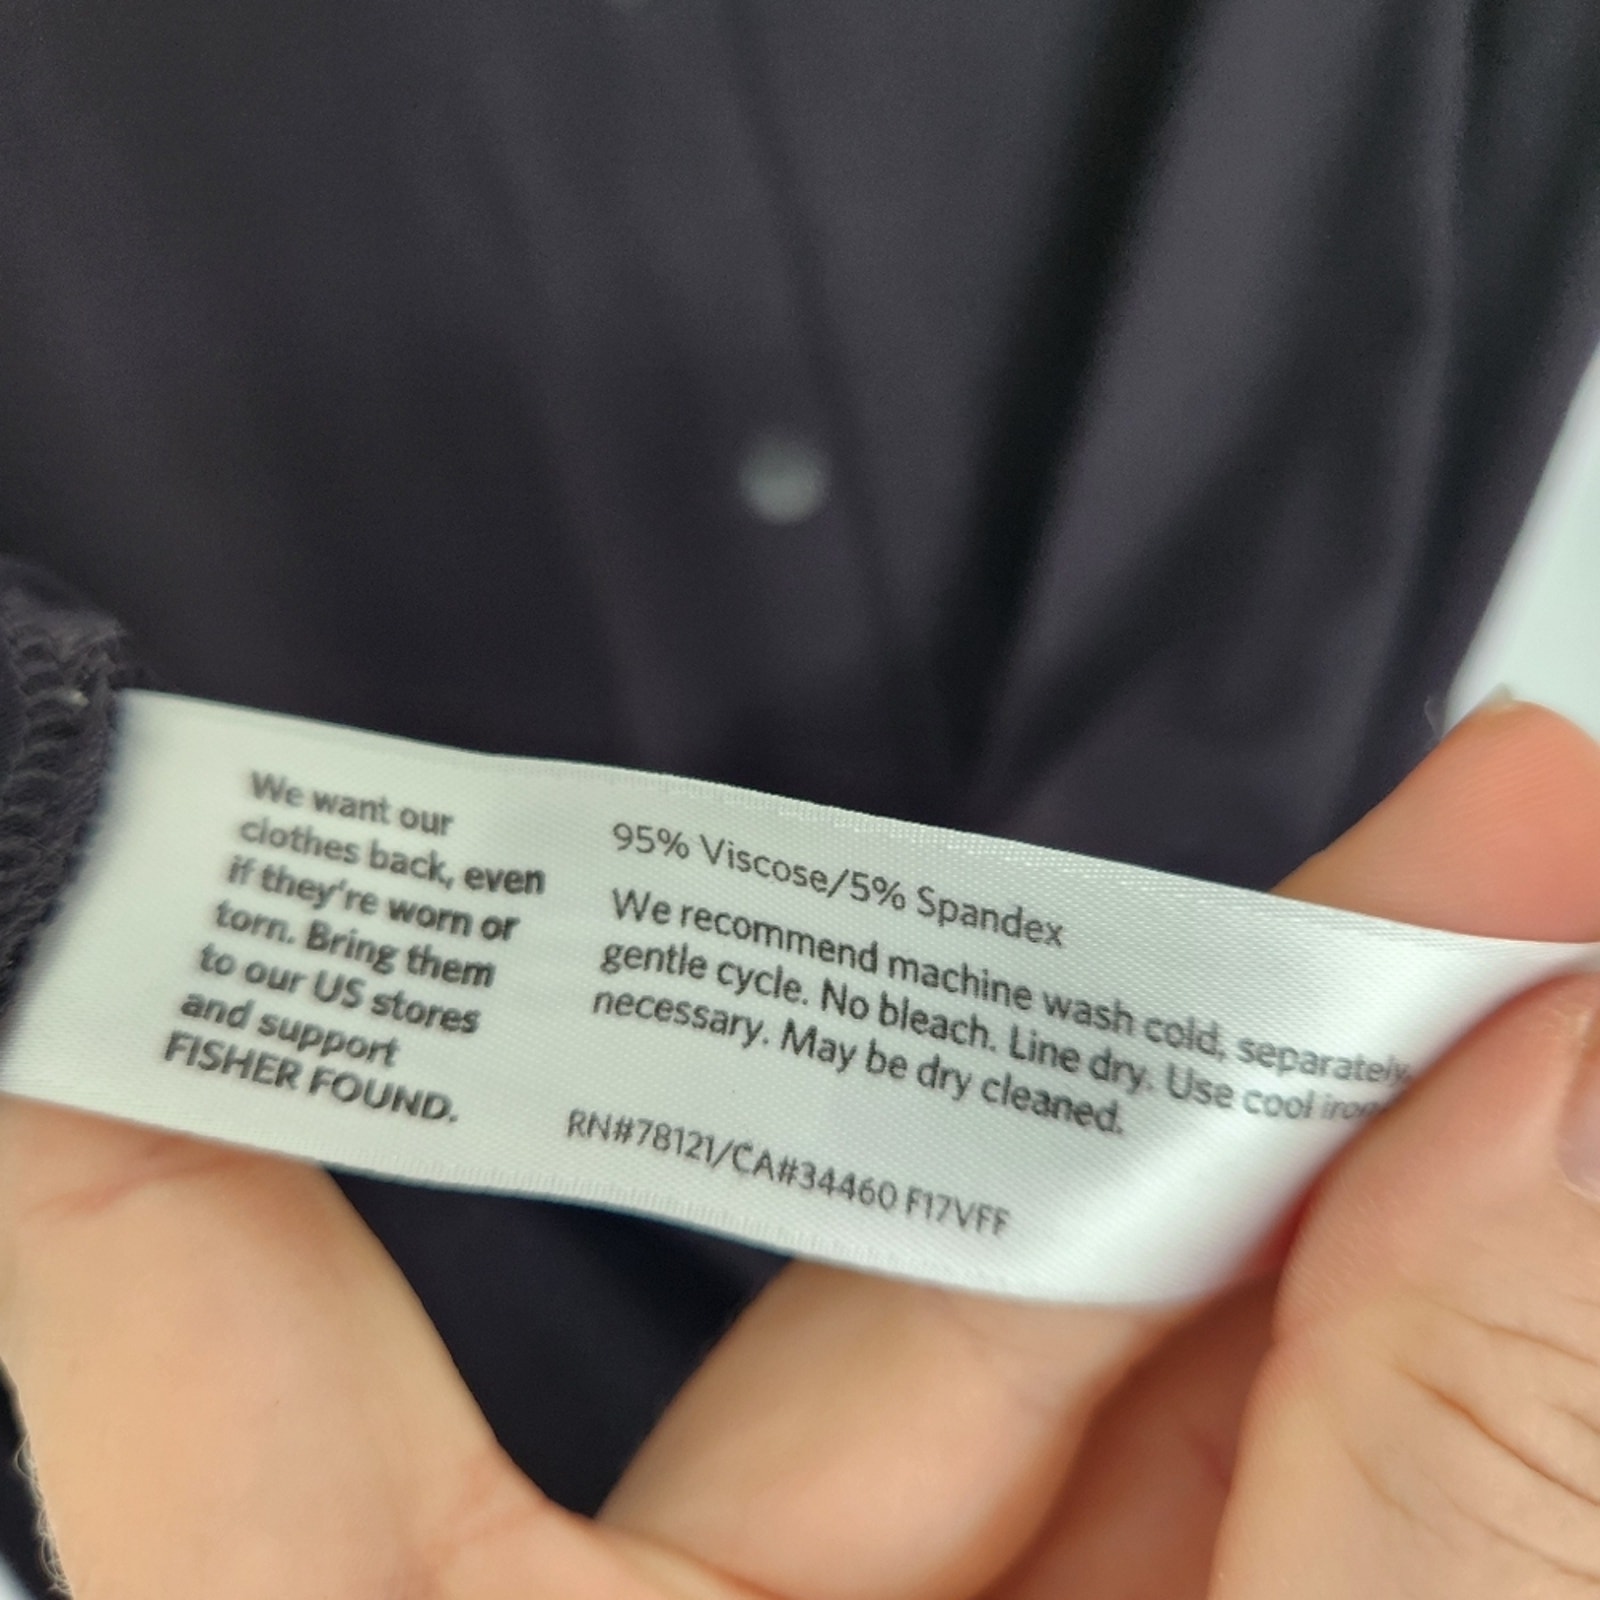 We want our
clothes back, even
if they're worn or
torn. Bring them
to our US stores
and support
FISHER FOUND.
95% Viscose/5% Spandex
We recommend machine wash cold, separately,
gentle cycle. No bleach. Line dry. Use cool iron
necessary. May be dry cleaned.
RN#78121/CA#34460 F17VFF